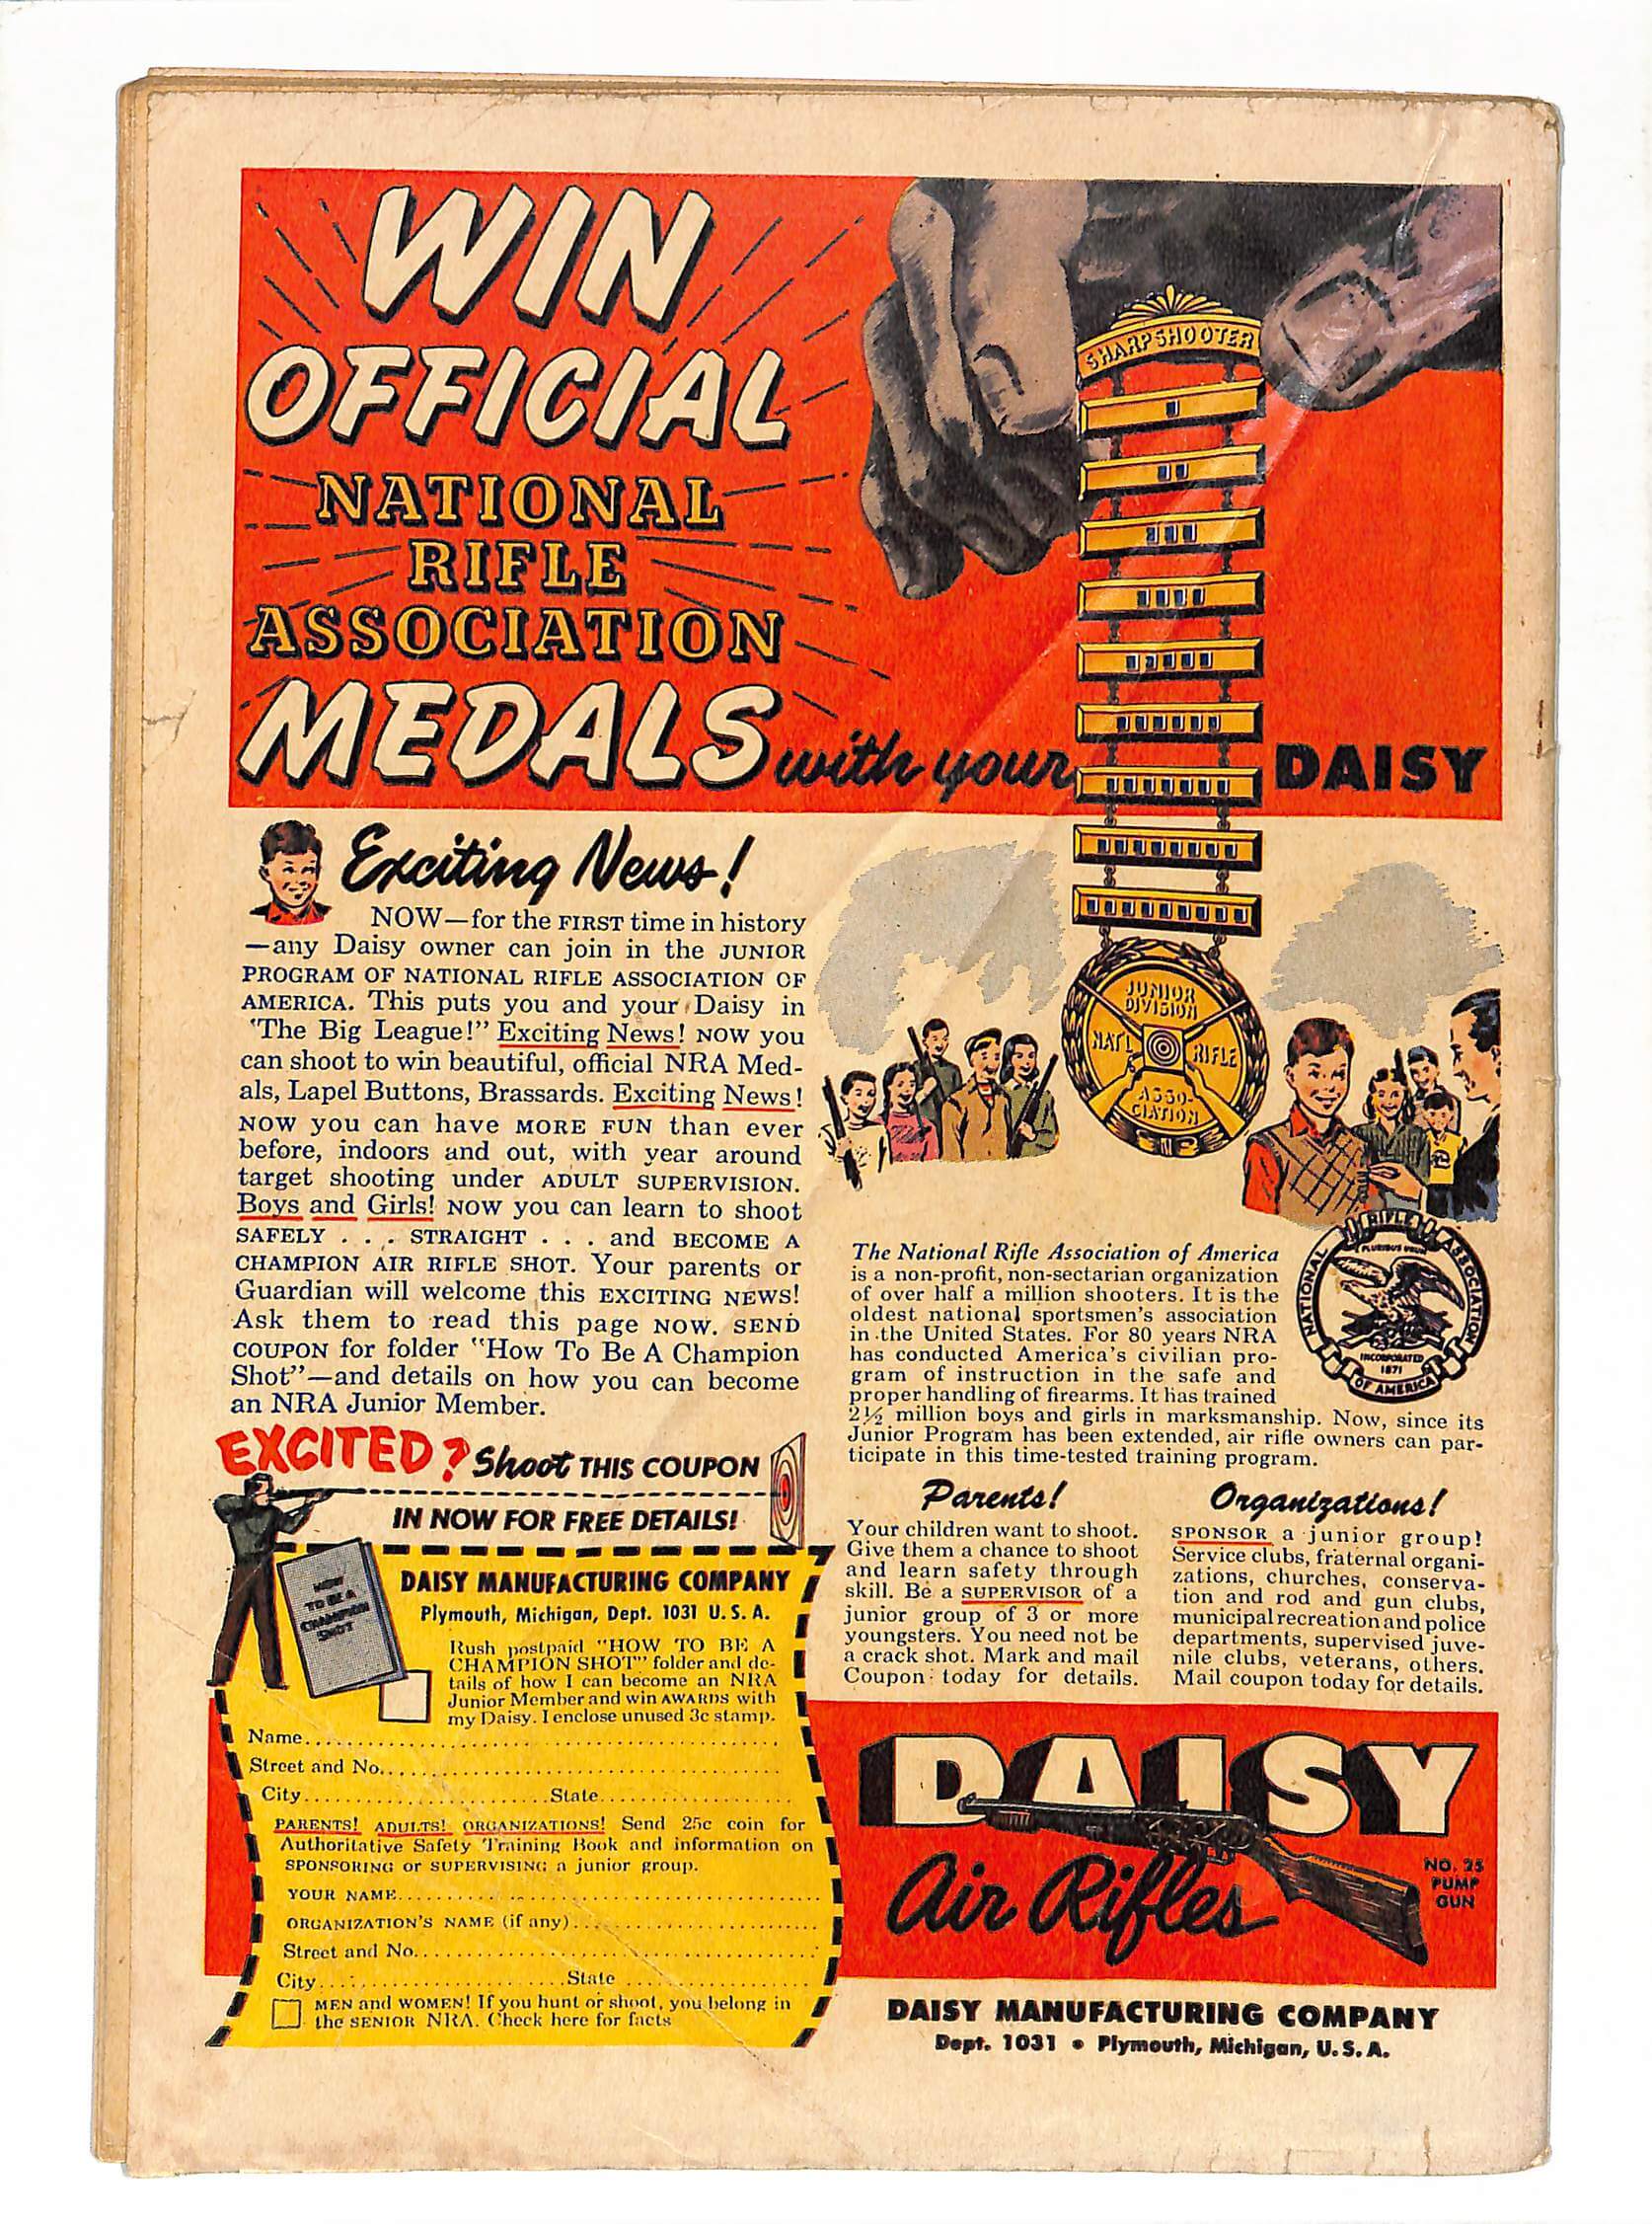 WIN
OFFICIAL
NATIONAL
RIFLE
ASSOCIATION
MEDALS with your DAISY
SHARPSHOOTER
JUNIOR
DIVISION
NAT'L RIFLE
ASSO-
CIATION
Exciting News!
NOW—for the FIRST time in history
—any Daisy owner can join in the JUNIOR
PROGRAM OF NATIONAL RIFLE ASSOCIATION OF
AMERICA. This puts you and your Daisy in
"The Big League!" Exciting News! NOW you
can shoot to win beautiful, official NRA Med-
als, Lapel Buttons, Brassards. Exciting News!
NOW you can have MORE FUN than ever
before, indoors and out, with year around
target shooting under ADULT SUPERVISION.
Boys and Girls! NOW you can learn to shoot
SAFELY . . . STRAIGHT . . . and BECOME A
CHAMPION AIR RIFLE SHOT. Your parents or
Guardian will welcome this EXCITING NEWS!
Ask them to read this page NOW. SEND
COUPON for folder "How To Be A Champion
Shot"—and details on how you can become
an NRA Junior Member.
The National Rifle Association of America
is a non-profit, non-sectarian organization
of over half a million shooters. It is the
oldest national sportsmen's association
in the United States. For 80 years NRA
has conducted America's civilian pro-
gram of instruction in the safe and
proper handling of firearms. It has trained
2½ million boys and girls in marksmanship. Now, since its
Junior Program has been extended, air rifle owners can par-
ticipate in this time-tested training program.
NATIONAL RIFLE ASSOCIATION
PLURIBUS UNUM
INCORPORATED
1871
OF AMERICA
EXCITED? Shoot THIS COUPON
IN NOW FOR FREE DETAILS!
HOW
TO BE A
CHAMPION
SHOT
DAISY MANUFACTURING COMPANY
Plymouth, Michigan, Dept. 1031 U. S. A.
Rush postpaid "HOW TO BE A
CHAMPION SHOT" folder and de-
tails of how I can become an NRA
Junior Member and win AWARDS with
my Daisy. I enclose unused 3c stamp.
Name
Street and No.
City State
PARENTS! ADULTS! ORGANIZATIONS! Send 25c coin for
Authoritative Safety Training Book and information on
SPONSORING or SUPERVISING a junior group.
YOUR NAME
ORGANIZATION'S NAME (if any)
Street and No.
City State
MEN and WOMEN! If you hunt or shoot, you belong in
the SENIOR NRA. Check here for facts
Parents!
Your children want to shoot.
Give them a chance to shoot
and learn safety through
skill. Be a SUPERVISOR of a
junior group of 3 or more
youngsters. You need not be
a crack shot. Mark and mail
Coupon today for details.
Organizations!
SPONSOR a junior group!
Service clubs, fraternal organi-
zations, churches, conserva-
tion and rod and gun clubs,
municipal recreation and police
departments, supervised juve-
nile clubs, veterans, others.
Mail coupon today for details.
DAISY
Air Rifles
NO. 25
PUMP
GUN
DAISY MANUFACTURING COMPANY
Dept. 1031 • Plymouth, Michigan, U. S. A.